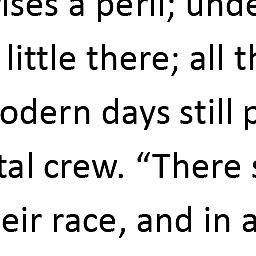 ises a peril; unde
little there; all th
odern days still p
tal crew. “There s
eir race, and in a